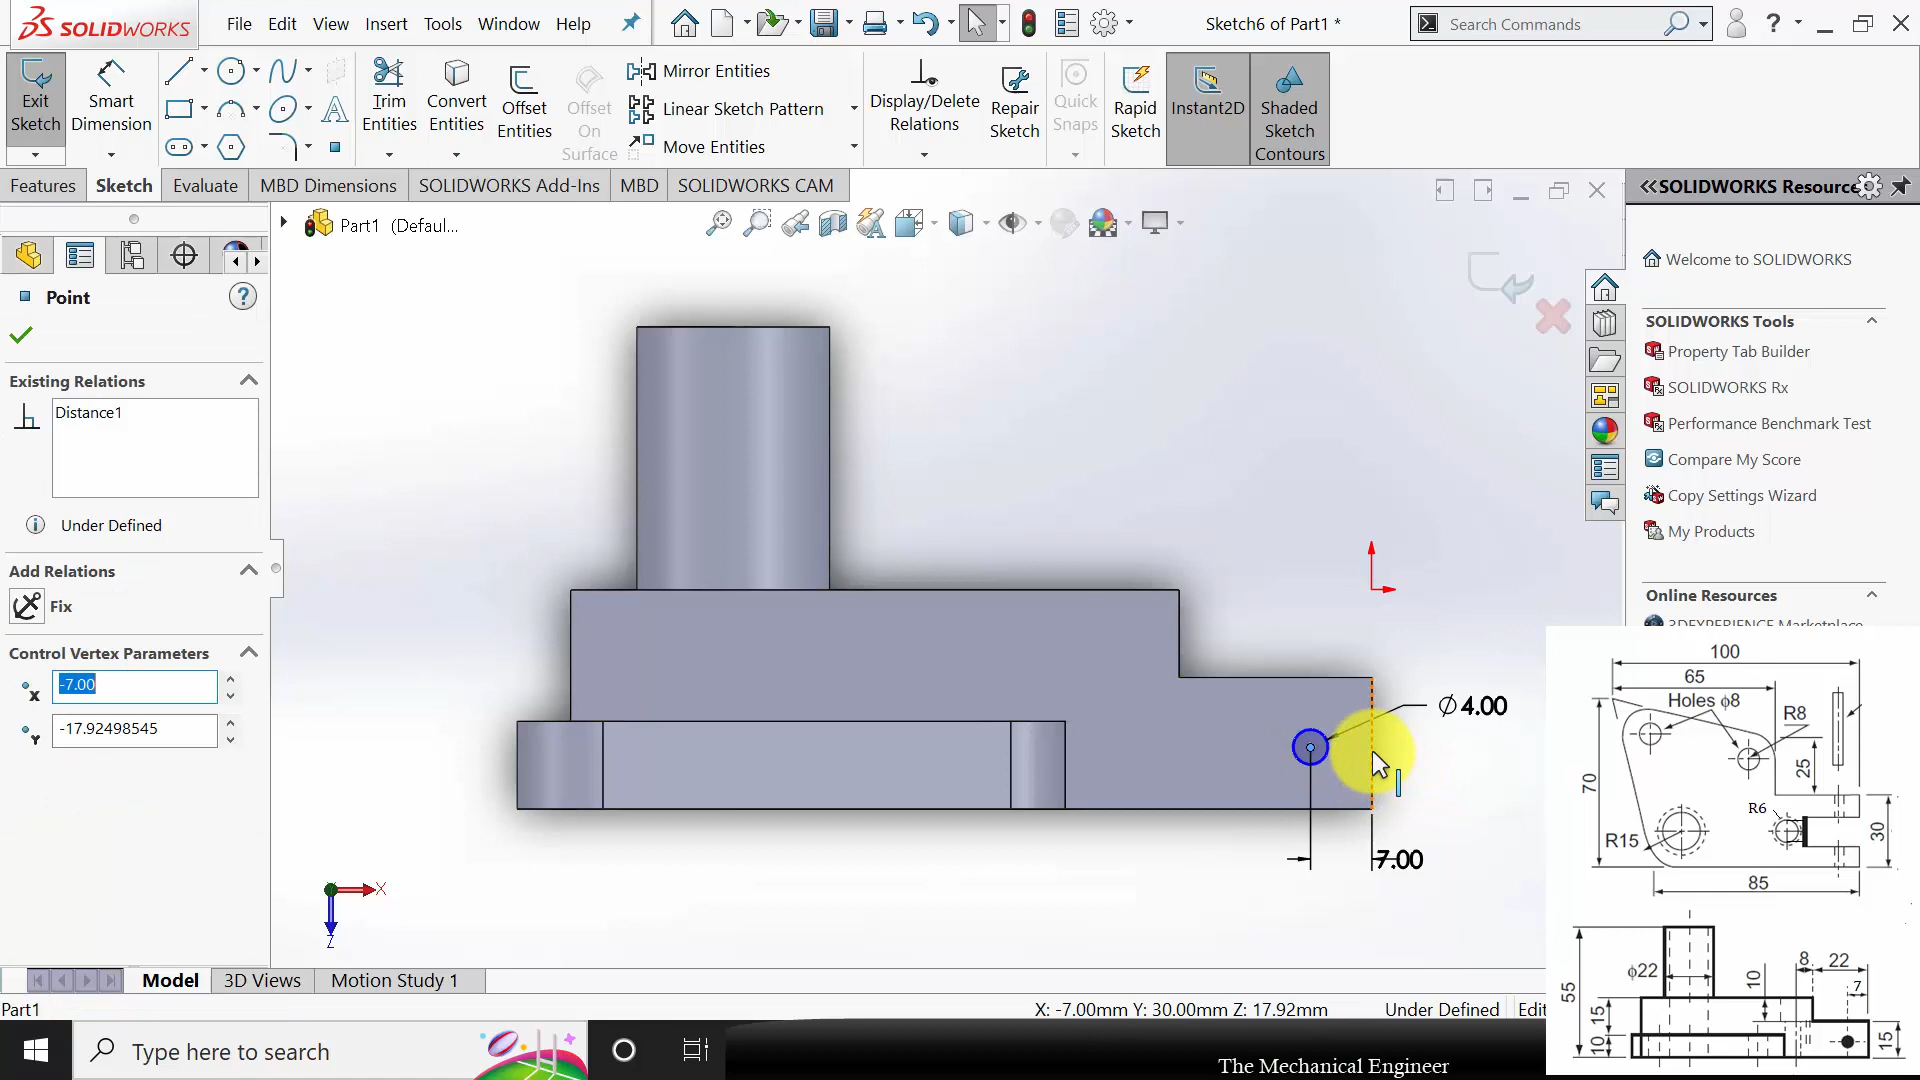 SOLIDWORKS File Edit View Insert Tools Window Help Sketch6 of Part1 * Search Commands ?
Exit Sketch
Smart Dimension
Trim Entities
Convert Entities
Offset Entities
Offset On Surface
Mirror Entities
Linear Sketch Pattern
Move Entities
Display/Delete Relations
Repair Sketch
Quick Snaps
Rapid Sketch
Instant2D
Shaded Sketch Contours
Features Sketch Evaluate MBD Dimensions SOLIDWORKS Add-Ins MBD SOLIDWORKS CAM
SOLIDWORKS Resource
Part1 (Defaul...
Point
?
Existing Relations
Distance1
Under Defined
Add Relations
Fix
Control Vertex Parameters
X -7.00
Y -17.92498545
Ø4.00
7.00
X
Z
Welcome to SOLIDWORKS
SOLIDWORKS Tools
Property Tab Builder
SOLIDWORKS Rx
Performance Benchmark Test
Compare My Score
Copy Settings Wizard
My Products
Online Resources
3DEXPERIENCE Marketplace
100
65
Holes ϕ8
R8
70
25
R6
R15
30
85
8 22
ϕ22
10
7
55
15
10
15
Model 3D Views Motion Study 1
Part1 X: -7.00mm Y: 30.00mm Z: 17.92mm Under Defined Edit
Type here to search
The Mechanical Engineer